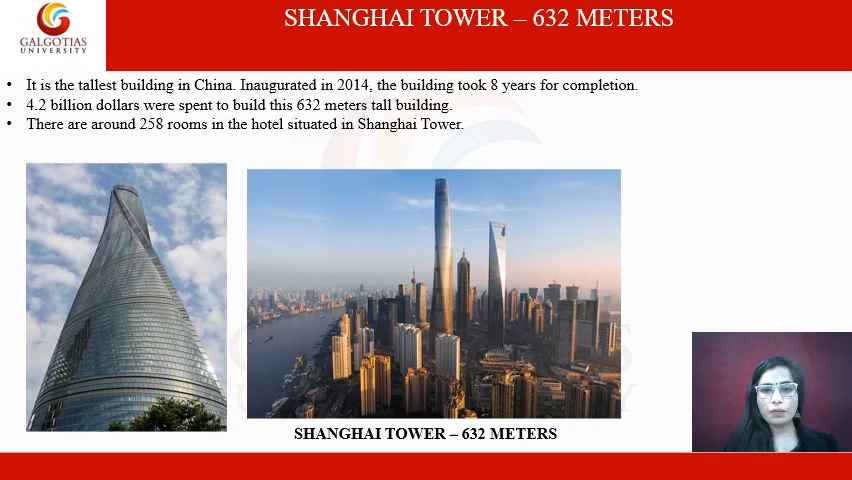 GALGOTIAS
UNIVERSITY
SHANGHAI TOWER – 632 METERS
• It is the tallest building in China. Inaugurated in 2014, the building took 8 years for completion.
• 4.2 billion dollars were spent to build this 632 meters tall building.
• There are around 258 rooms in the hotel situated in Shanghai Tower.
SHANGHAI TOWER – 632 METERS